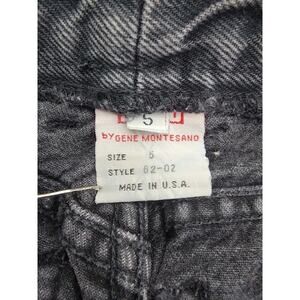 5
by GENE MONTESANO
SIZE 5
STYLE 62-02
MADE IN U.S.A.